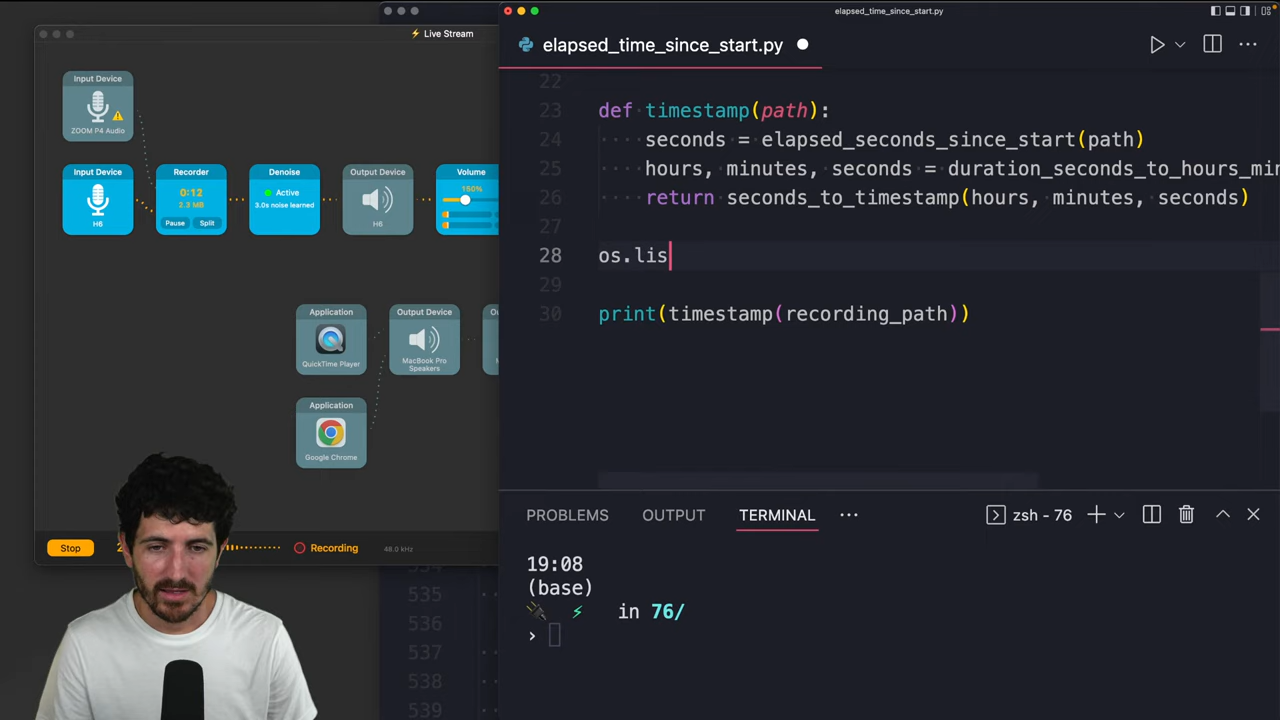 elapsed_time_since_start.py
⚡ Live Stream
elapsed_time_since_start.py
Input Device
ZOOM P4 Audio
Input Device
H6
Recorder
0:12
2.3 MB
Pause Split
Denoise
Active
3.0s noise learned
Output Device
H6
Volume
150%
Application
QuickTime Player
Output Device
MacBook Pro
Speakers
Application
Google Chrome
Stop
Recording
48.0 kHz
22
23 def timestamp(path):
24 seconds = elapsed_seconds_since_start(path)
25 hours, minutes, seconds = duration_seconds_to_hours_min
26 return seconds_to_timestamp(hours, minutes, seconds)
27
28 os.lis
29
30 print(timestamp(recording_path))
PROBLEMS OUTPUT TERMINAL ··· zsh - 76
19:08
(base)
in 76/
›
535
536
537
538
539